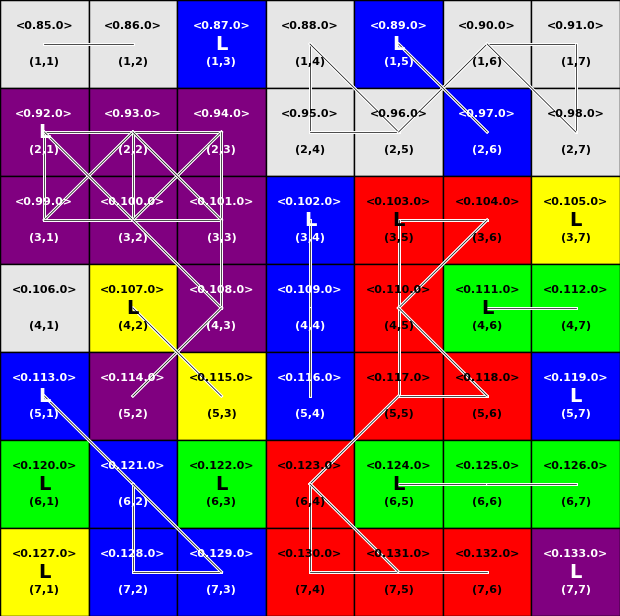 <0.85.0> <0.86.0> <0.87.0> <0.88.0> <0.89.0> <0.90.0> <0.91.0>
L L
(1,1) (1,2) (1,3) (1,4) (1,5) (1,6) (1,7)
<0.92.0> <0.93.0> <0.94.0> <0.95.0> <0.96.0> <0.97.0> <0.98.0>
L
(2,1) (2,2) (2,3) (2,4) (2,5) (2,6) (2,7)
<0.99.0> <0.100.0> <0.101.0> <0.102.0> <0.103.0> <0.104.0> <0.105.0>
L L L
(3,1) (3,2) (3,3) (3,4) (3,5) (3,6) (3,7)
<0.106.0> <0.107.0> <0.108.0> <0.109.0> <0.110.0> <0.111.0> <0.112.0>
L L
(4,1) (4,2) (4,3) (4,4) (4,5) (4,6) (4,7)
<0.113.0> <0.114.0> <0.115.0> <0.116.0> <0.117.0> <0.118.0> <0.119.0>
L L
(5,1) (5,2) (5,3) (5,4) (5,5) (5,6) (5,7)
<0.120.0> <0.121.0> <0.122.0> <0.123.0> <0.124.0> <0.125.0> <0.126.0>
L L L
(6,1) (6,2) (6,3) (6,4) (6,5) (6,6) (6,7)
<0.127.0> <0.128.0> <0.129.0> <0.130.0> <0.131.0> <0.132.0> <0.133.0>
L L
(7,1) (7,2) (7,3) (7,4) (7,5) (7,6) (7,7)